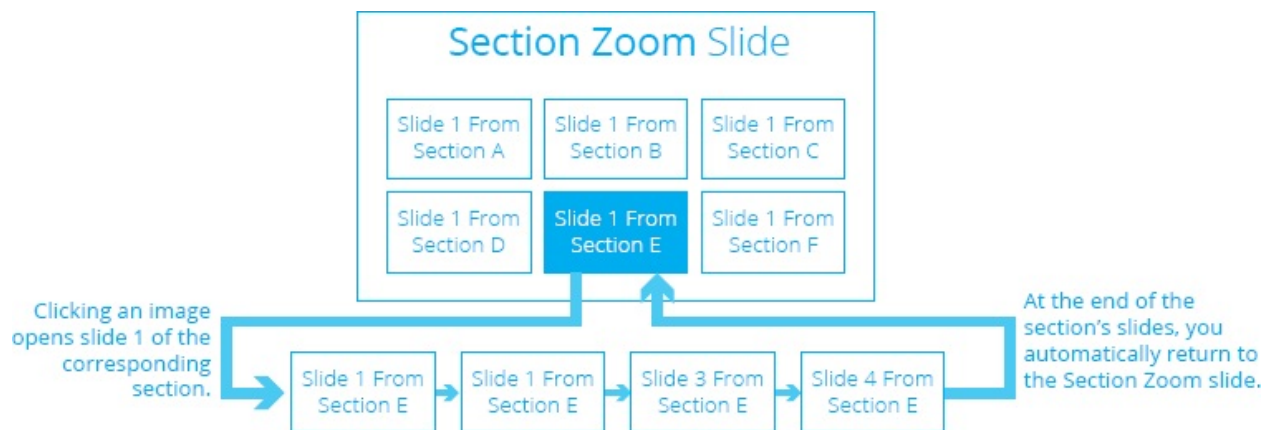 Section Zoom Slide
Slide 1 From
Section A
Slide 1 From
Section B
Slide 1 From
Section C
Slide 1 From
Section D
Slide 1 From
Section E
Slide 1 From
Section F
Clicking an image
opens slide 1 of the
corresponding
section.
Slide 1 From
Section E
Slide 1 From
Section E
Slide 3 From
Section E
Slide 4 From
Section E
At the end of the
section's slides, you
automatically return to
the Section Zoom slide.